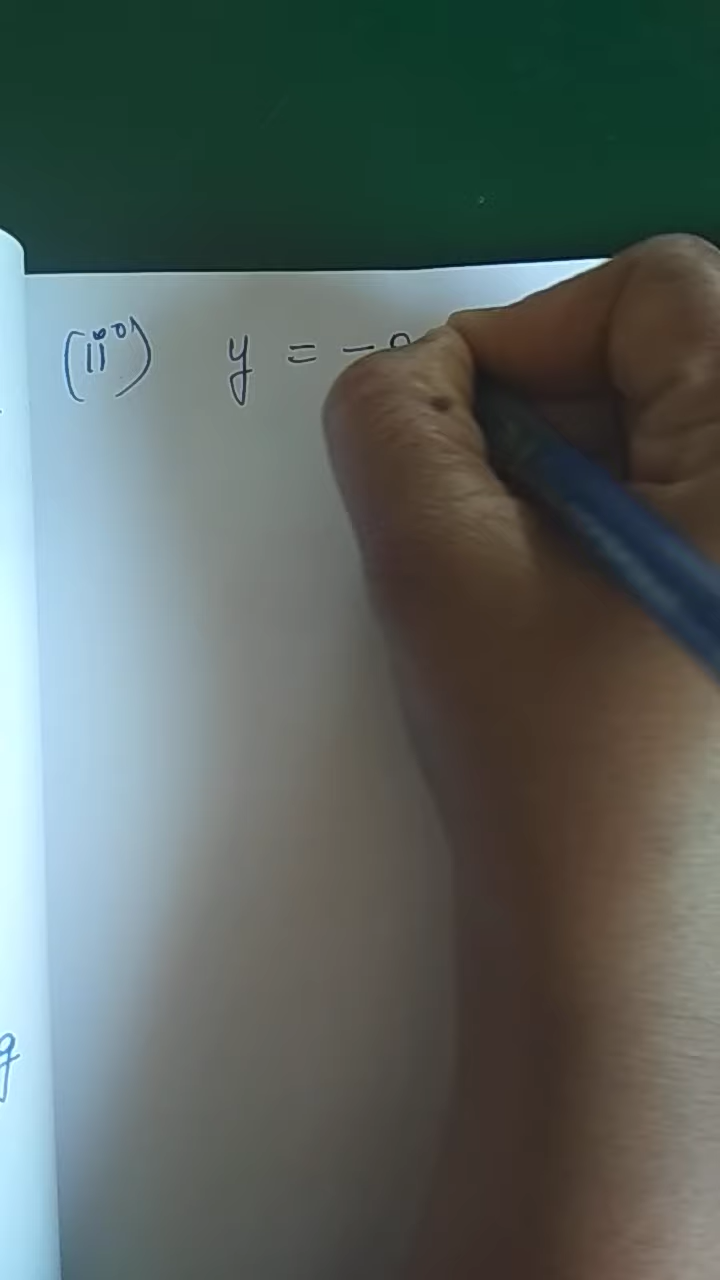 (ii) y = -
g